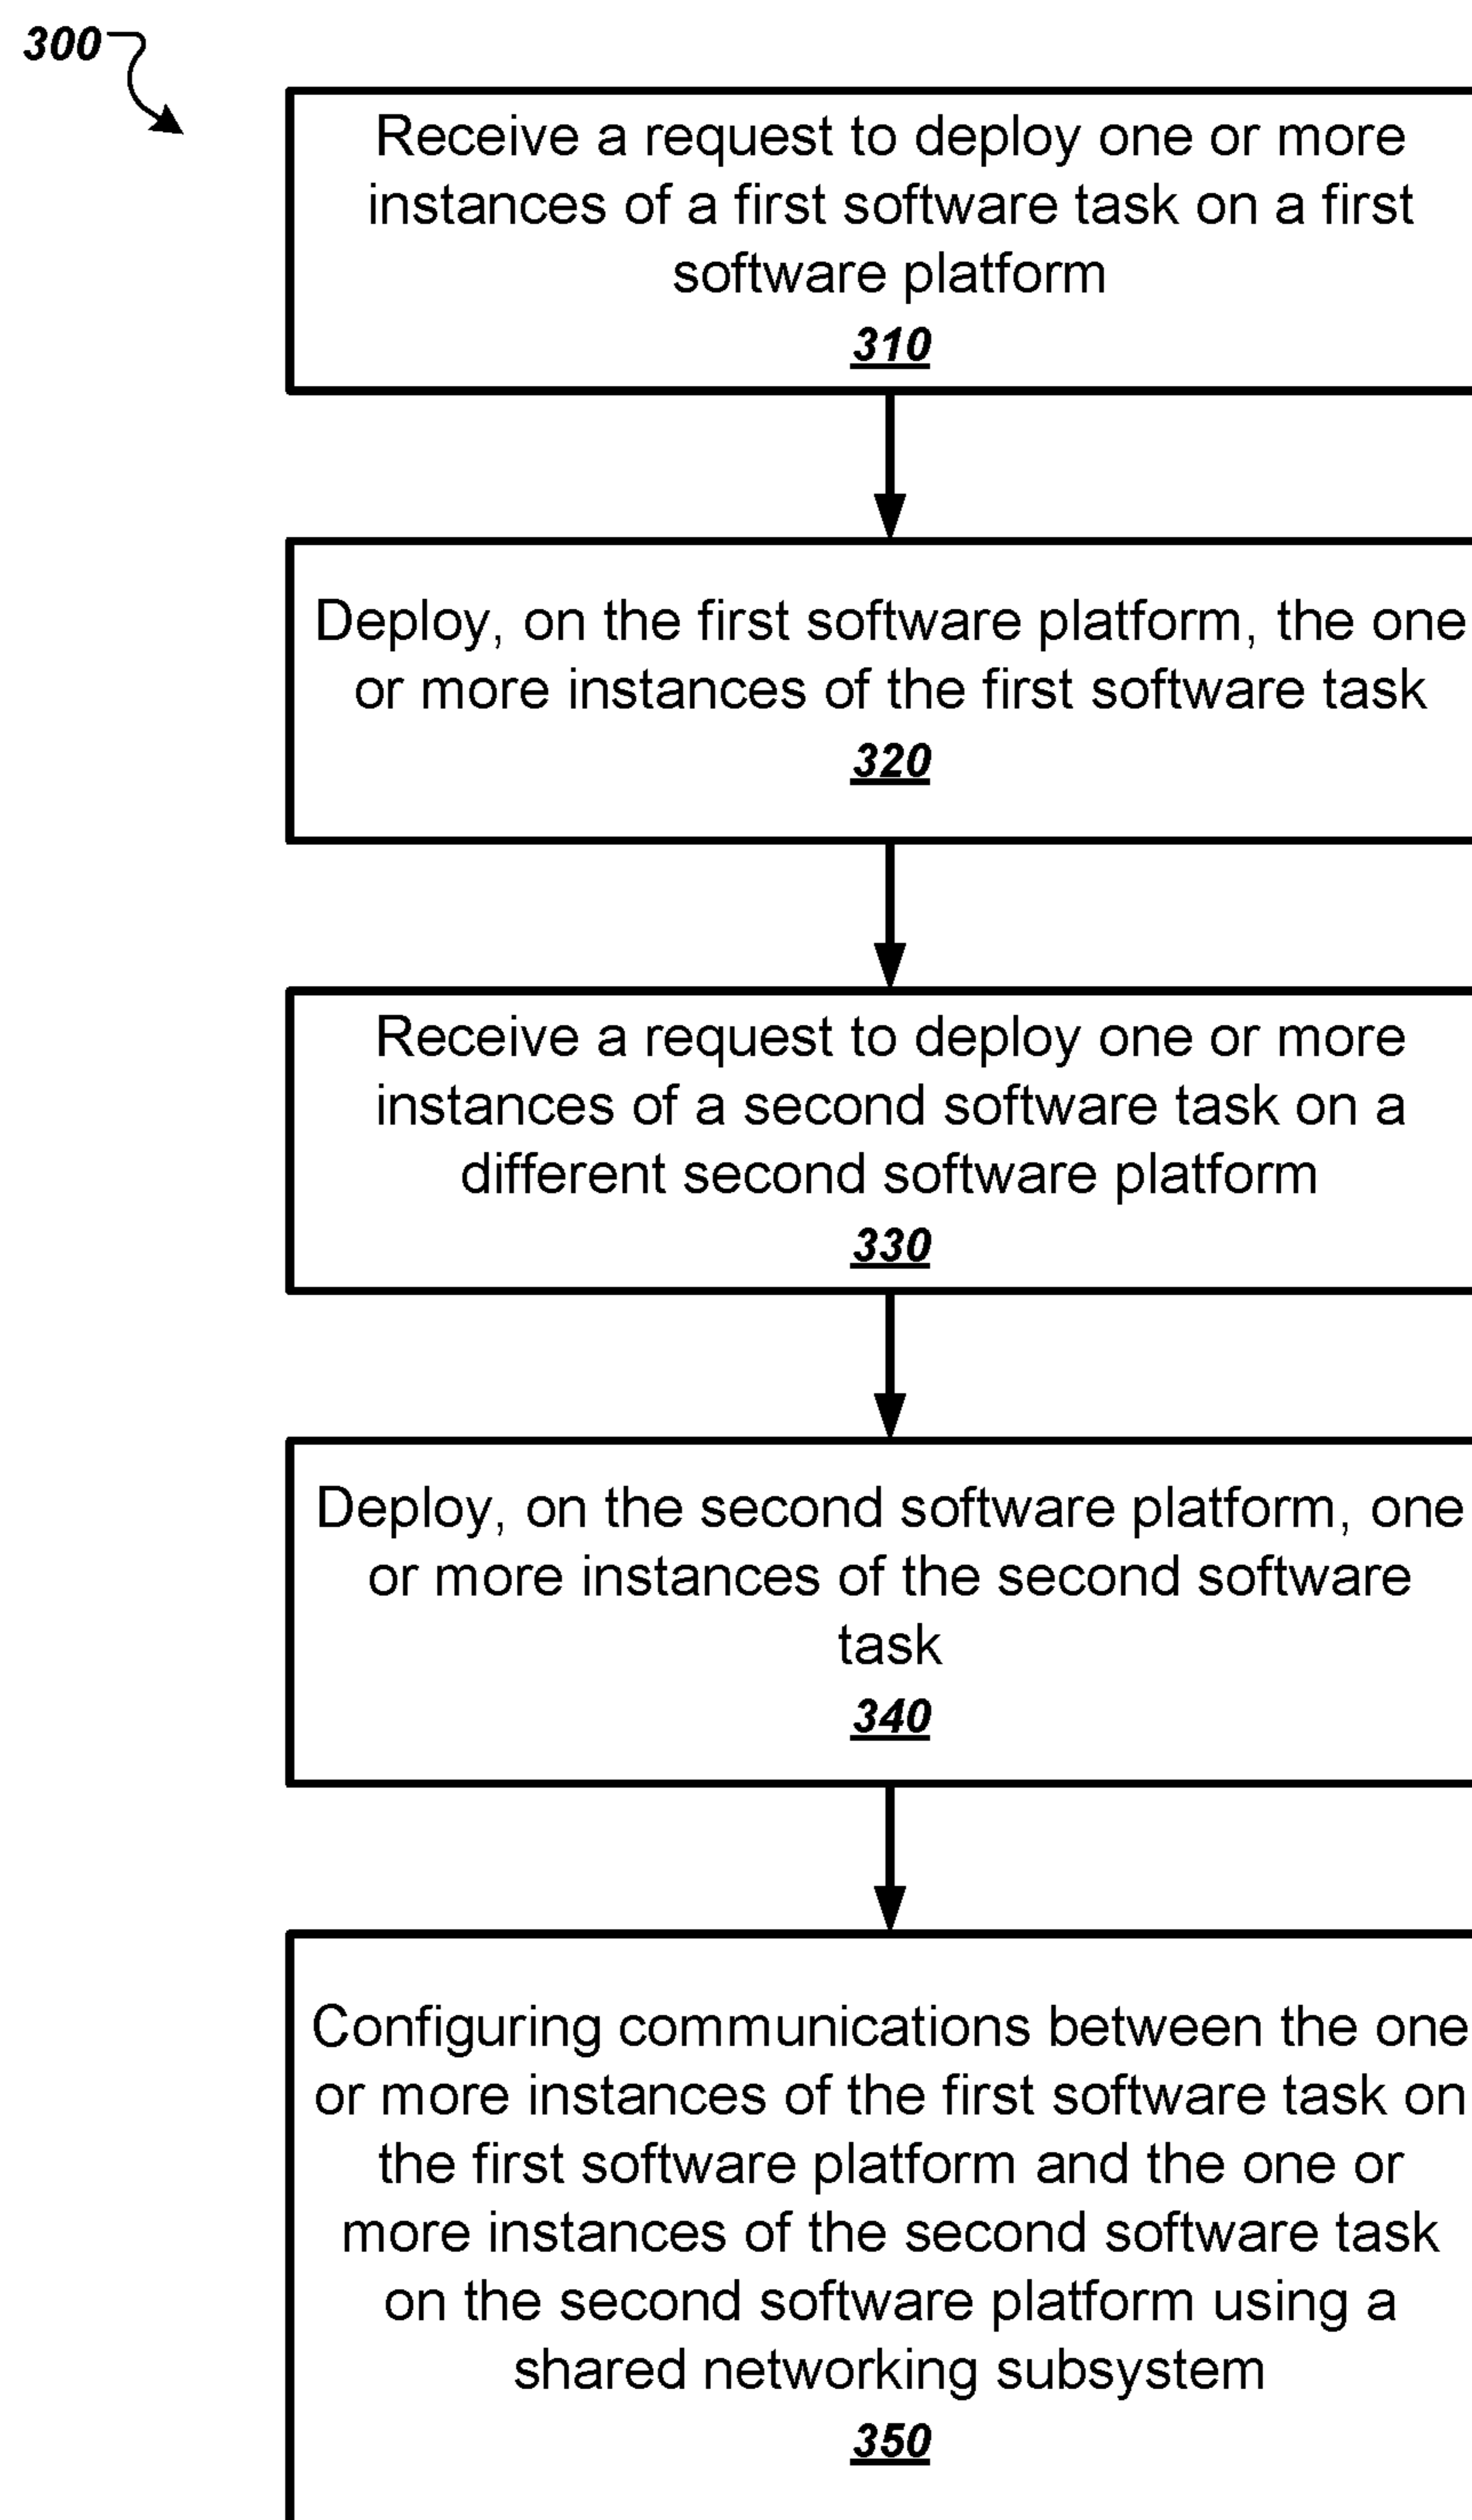 300
Receive a request to deploy one or more
instances of a first software task on a first
software platform
310
Deploy, on the first software platform, the one
or more instances of the first software task
320
Receive a request to deploy one or more
instances of a second software task on a
different second software platform
330
Deploy, on the second software platform, one
or more instances of the second software
task
340
Configuring communications between the one
or more instances of the first software task on
the first software platform and the one or
more instances of the second software task
on the second software platform using a
shared networking subsystem
350